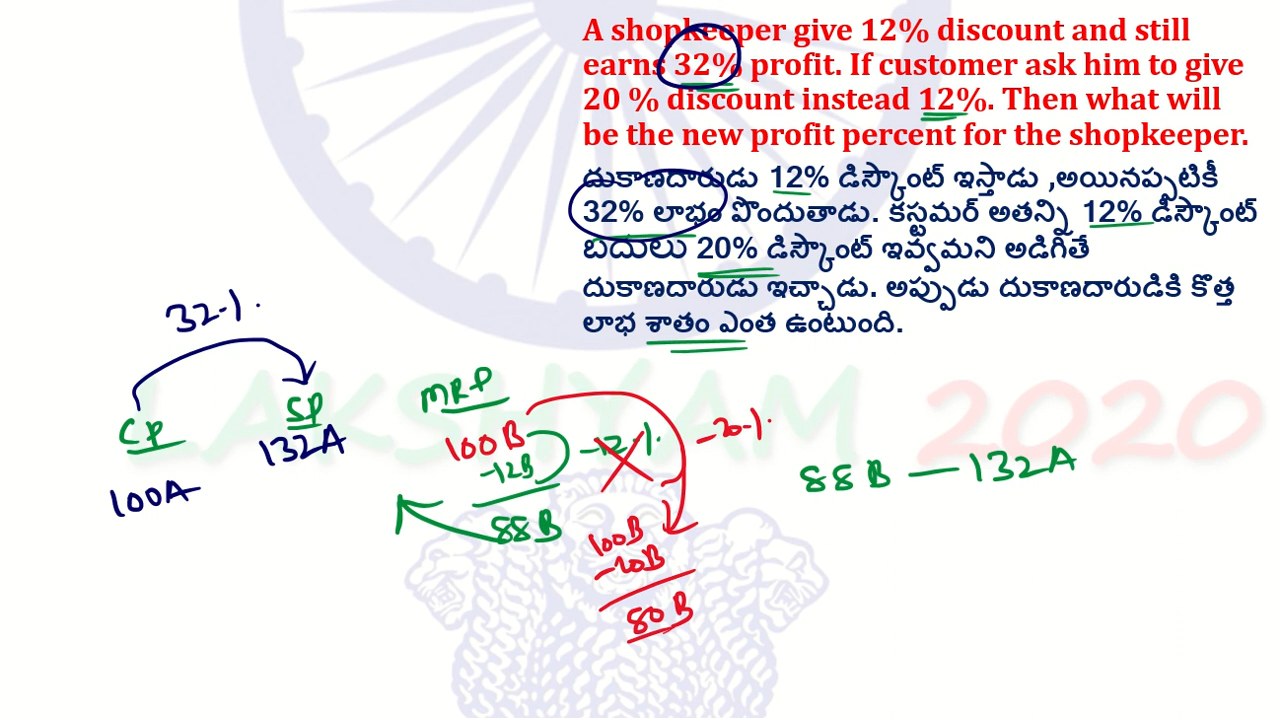 A shopkeeper give 12% discount and still
earns 32% profit. If customer ask him to give
20 % discount instead 12%. Then what will
be the new profit percent for the shopkeeper.
దుకాణదారుడు 12% డిస్కౌంట్ ఇస్తాడు ,అయినప్పటికీ
32% లాభం పొందుతాడు. కస్టమర్ అతన్ని 12% డిస్కౌంట్
బదులు 20% డిస్కౌంట్ ఇవ్వమని అడిగితే
దుకాణదారుడు ఇచ్చాడు. అప్పుడు దుకాణదారుడికి కొత్త
లాభ శాతం ఎంత ఉంటుంది.
32%
CP
SP
MRP
132A
100A
100B
-12%
-20%
-12B
88B
88B — 132A
100B
-20B
80B
LAKSHYAM 2020